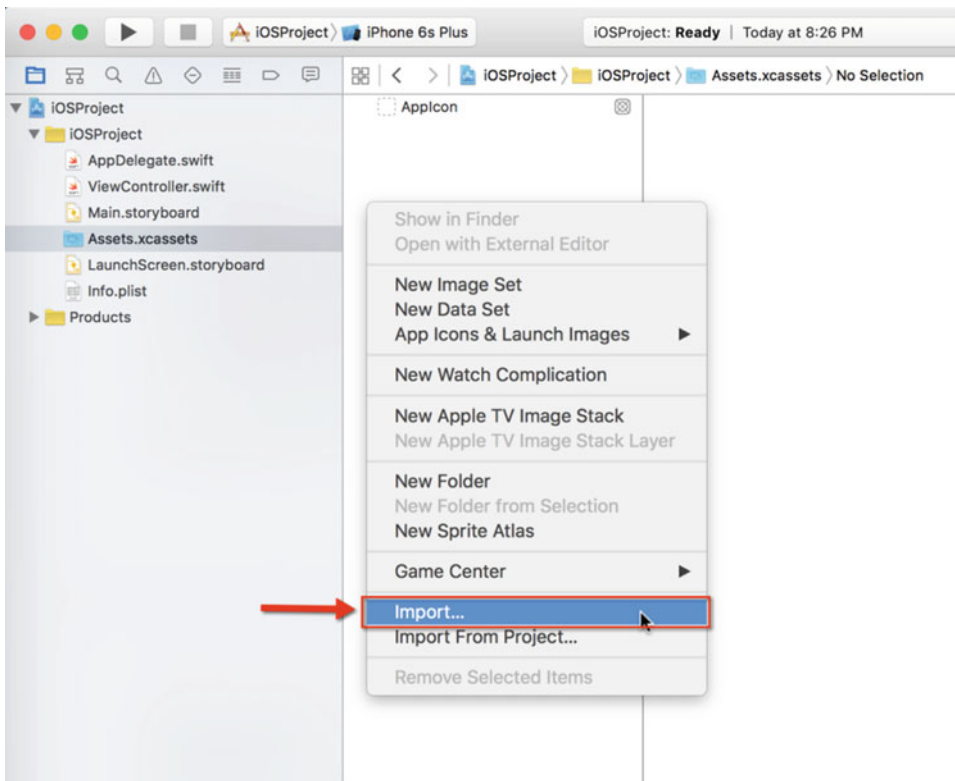 iOSProject iPhone 6s Plus iOSProject: Ready | Today at 8:26 PM
iOSProject iOSProject Assets.xcassets No Selection
iOSProject
iOSProject
AppDelegate.swift
ViewController.swift
Main.storyboard
Assets.xcassets
LaunchScreen.storyboard
Info.plist
Products
AppIcon
Show in Finder
Open with External Editor
New Image Set
New Data Set
App Icons & Launch Images
New Watch Complication
New Apple TV Image Stack
New Apple TV Image Stack Layer
New Folder
New Folder from Selection
New Sprite Atlas
Game Center
Import...
Import From Project...
Remove Selected Items